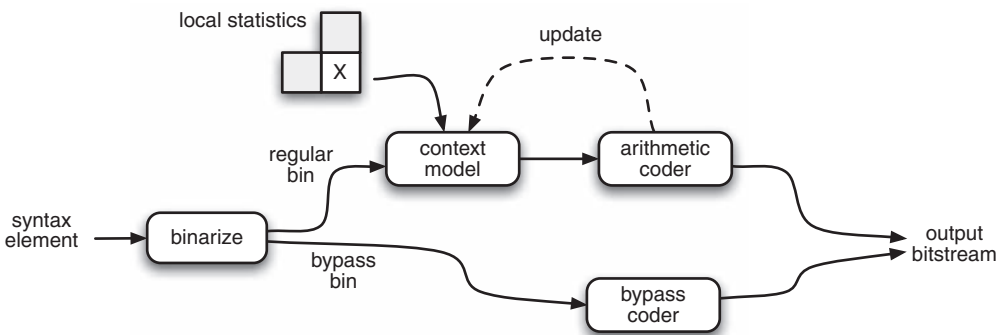 local statistics
X
update
context
model
arithmetic
coder
regular
bin
syntax
element
binarize
bypass
bin
output
bitstream
bypass
coder